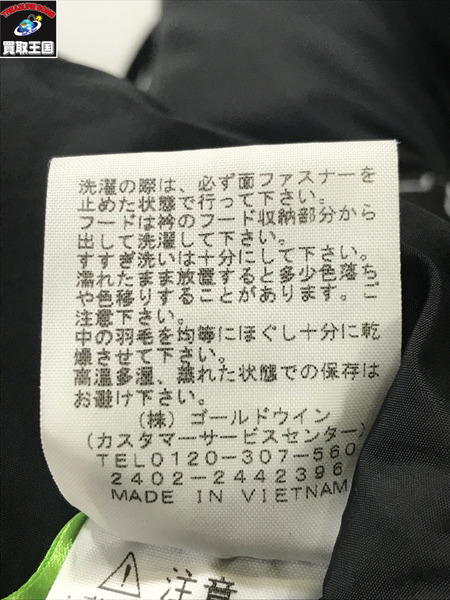 TREASURE ISLAND
買取王国
洗濯の際は、必ず面ファスナーを
止めた状態で行って下さい。
フードは衿のフード収納部分から
出して洗濯して下さい。
すすぎ洗いは十分にして下さい。
濡れたまま放置すると多少色落ち
や色移りすることがあります。ご
注意下さい。
中の羽毛を均等にほぐし十分に乾
燥させて下さい。
高温多湿、蒸れた状態での保存は
お避け下さい。
(株)ゴールドウイン
(カスタマーサービスセンター)
TEL0120-307-560
2402-2442396
MADE IN VIETNAM
注意